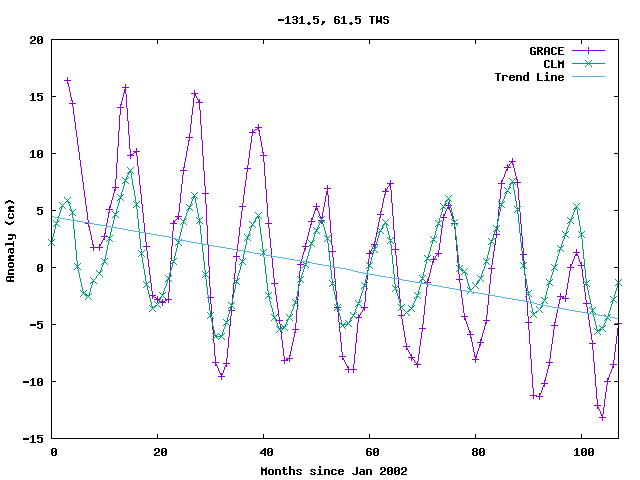 -131.5, 61.5 TWS
20
15
10
5
0
-5
-10
-15
Anomaly (cm)
GRACE
CLM
Trend Line
0 20 40 60 80 100
Months since Jan 2002